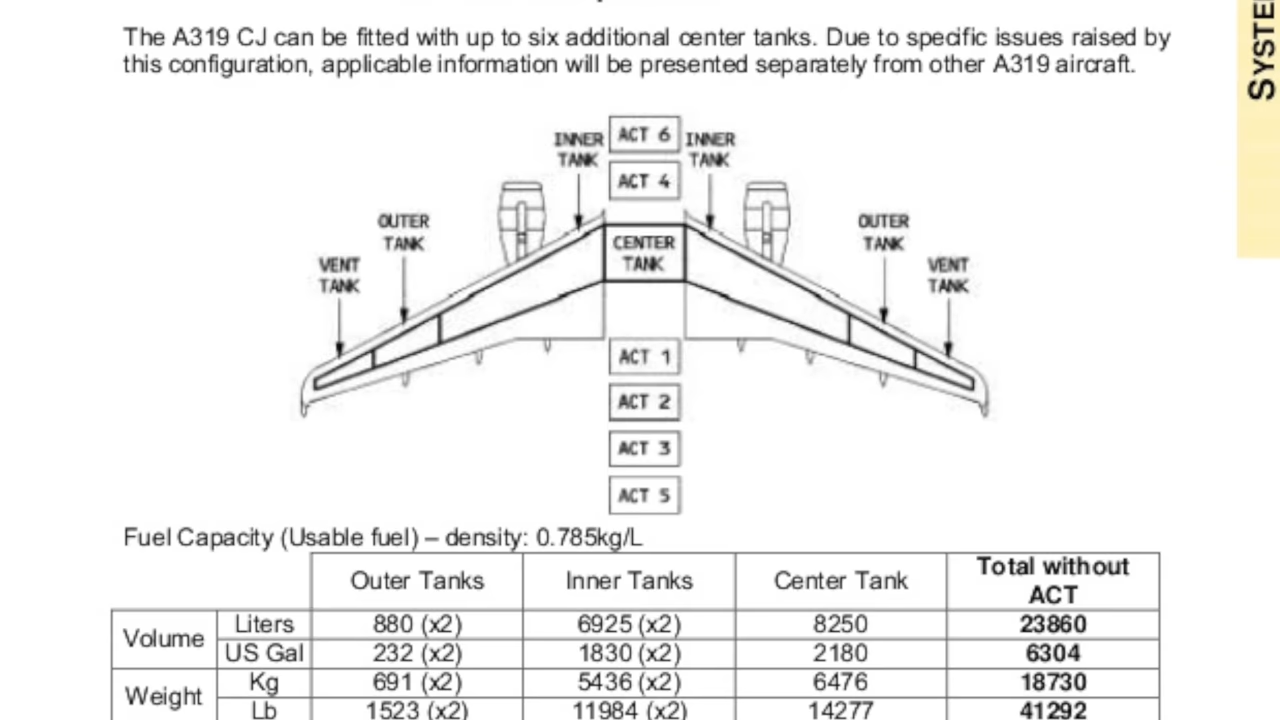 The A319 CJ can be fitted with up to six additional center tanks. Due to specific issues raised by
this configuration, applicable information will be presented separately from other A319 aircraft.
SYSTE
ACT 6
INNER TANK
INNER TANK
ACT 4
OUTER TANK
OUTER TANK
CENTER TANK
VENT TANK
VENT TANK
ACT 1
ACT 2
ACT 3
ACT 5
Fuel Capacity (Usable fuel) – density: 0.785kg/L
Outer Tanks Inner Tanks Center Tank Total without ACT
Volume Liters 880 (x2) 6925 (x2) 8250 23860
US Gal 232 (x2) 1830 (x2) 2180 6304
Weight Kg 691 (x2) 5436 (x2) 6476 18730
Lb 1523 (x2) 11984 (x2) 14277 41292